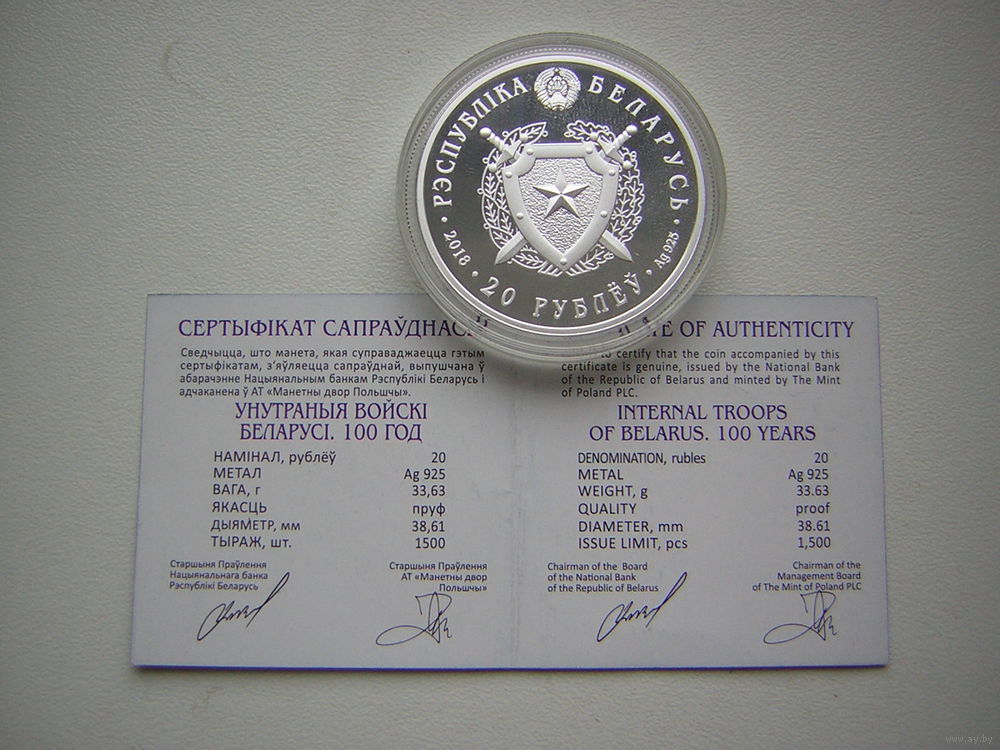 РЭСПУБЛІКА БЕЛАРУСЬ
· 2018 · 20 РУБЛЁЎ · Ag 925 ·
СЕРТЫФІКАТ
Сведчыцца, што манета, якая суправаджаецца гэтым
сертыфікатам, з'яўляецца сапраўднай, выпушчана ў
абарачэнне Нацыянальным банкам Рэспублікі Беларусь і
адчаканена ў АТ «Манетны двор Польшчы».
УНУТРАНЫЯ ВОЙСКІ
БЕЛАРУСІ. 100 ГОД
НАМІНАЛ, рублёў 20
МЕТАЛ Ag 925
ВАГА, г 33,63
ЯКАСЦЬ пруф
ДЫЯМЕТР, мм 38,61
ТЫРАЖ, шт. 1500
Старшыня Праўлення
Нацыянальнага банка
Рэспублікі Беларусь
Старшыня Праўлення
АТ «Манетны двор
Польшчы»
OF AUTHENTICITY
certify that the coin accompanied by this
certificate is genuine, issued by the National Bank
of the Republic of Belarus and minted by The Mint
of Poland PLC.
INTERNAL TROOPS
OF BELARUS. 100 YEARS
DENOMINATION, rubles 20
METAL Ag 925
WEIGHT, g 33.63
QUALITY proof
DIAMETER, mm 38.61
ISSUE LIMIT, pcs 1,500
Chairman of the Board
of the National Bank
of the Republic of Belarus
Chairman of the
Management Board
of The Mint of Poland PLC
www.ay.by